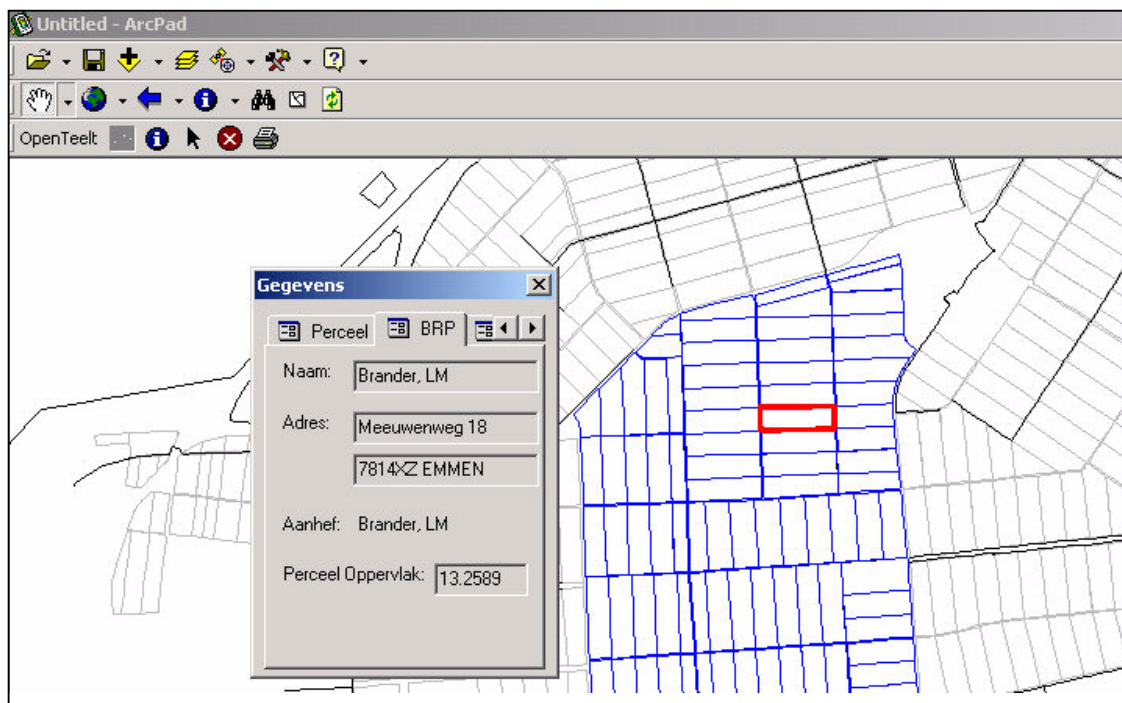 Untitled - ArcPad
OpenTeelt
Gegevens
Perceel BRP
Naam: Brander, LM
Adres: Meeuwenweg 18
7814XZ EMMEN
Aanhef: Brander, LM
Perceel Oppervlak: 13.2589